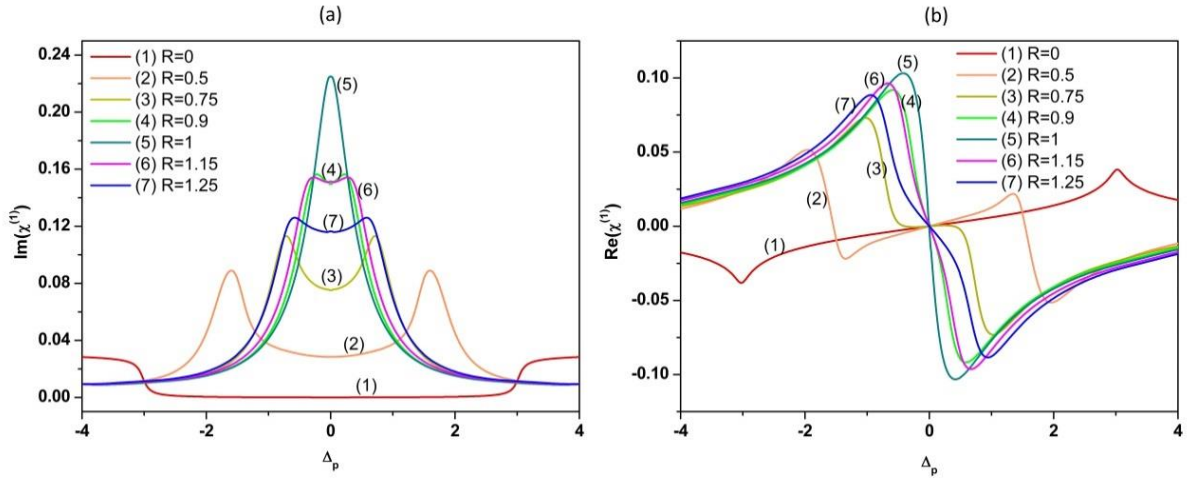 (a)
0.24
0.20
0.16
0.12
0.08
0.04
0.00
Im(χ⁽¹⁾)
(1) R=0
(2) R=0.5
(3) R=0.75
(4) R=0.9
(5) R=1
(6) R=1.15
(7) R=1.25
(5)
(4)
(6)
(7)
(3)
(2)
(1)
-4
-2
0
2
4
Δp
(b)
0.10
0.05
0.00
-0.05
-0.10
Re(χ⁽¹⁾)
(5)
(6)
(7)
(4)
(3)
(2)
(1)
(1) R=0
(2) R=0.5
(3) R=0.75
(4) R=0.9
(5) R=1
(6) R=1.15
(7) R=1.25
-4
-2
0
2
4
Δp